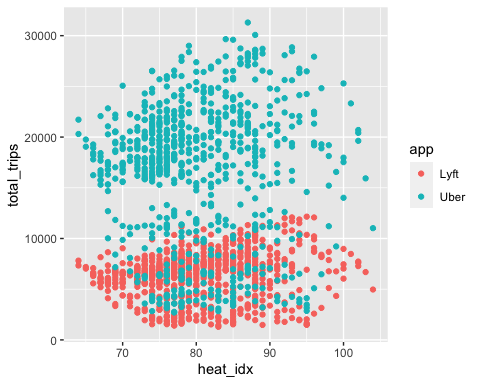 30000
20000
10000
0
total_trips
70 80 90 100
heat_idx
app
Lyft
Uber